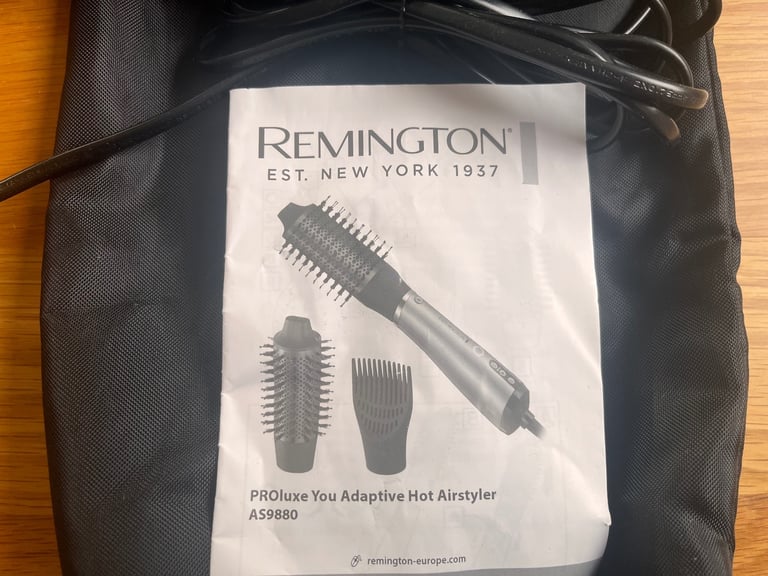 REMINGTON®
EST. NEW YORK 1937
PROluxe You Adaptive Hot Airstyler
AS9880
remington-europe.com